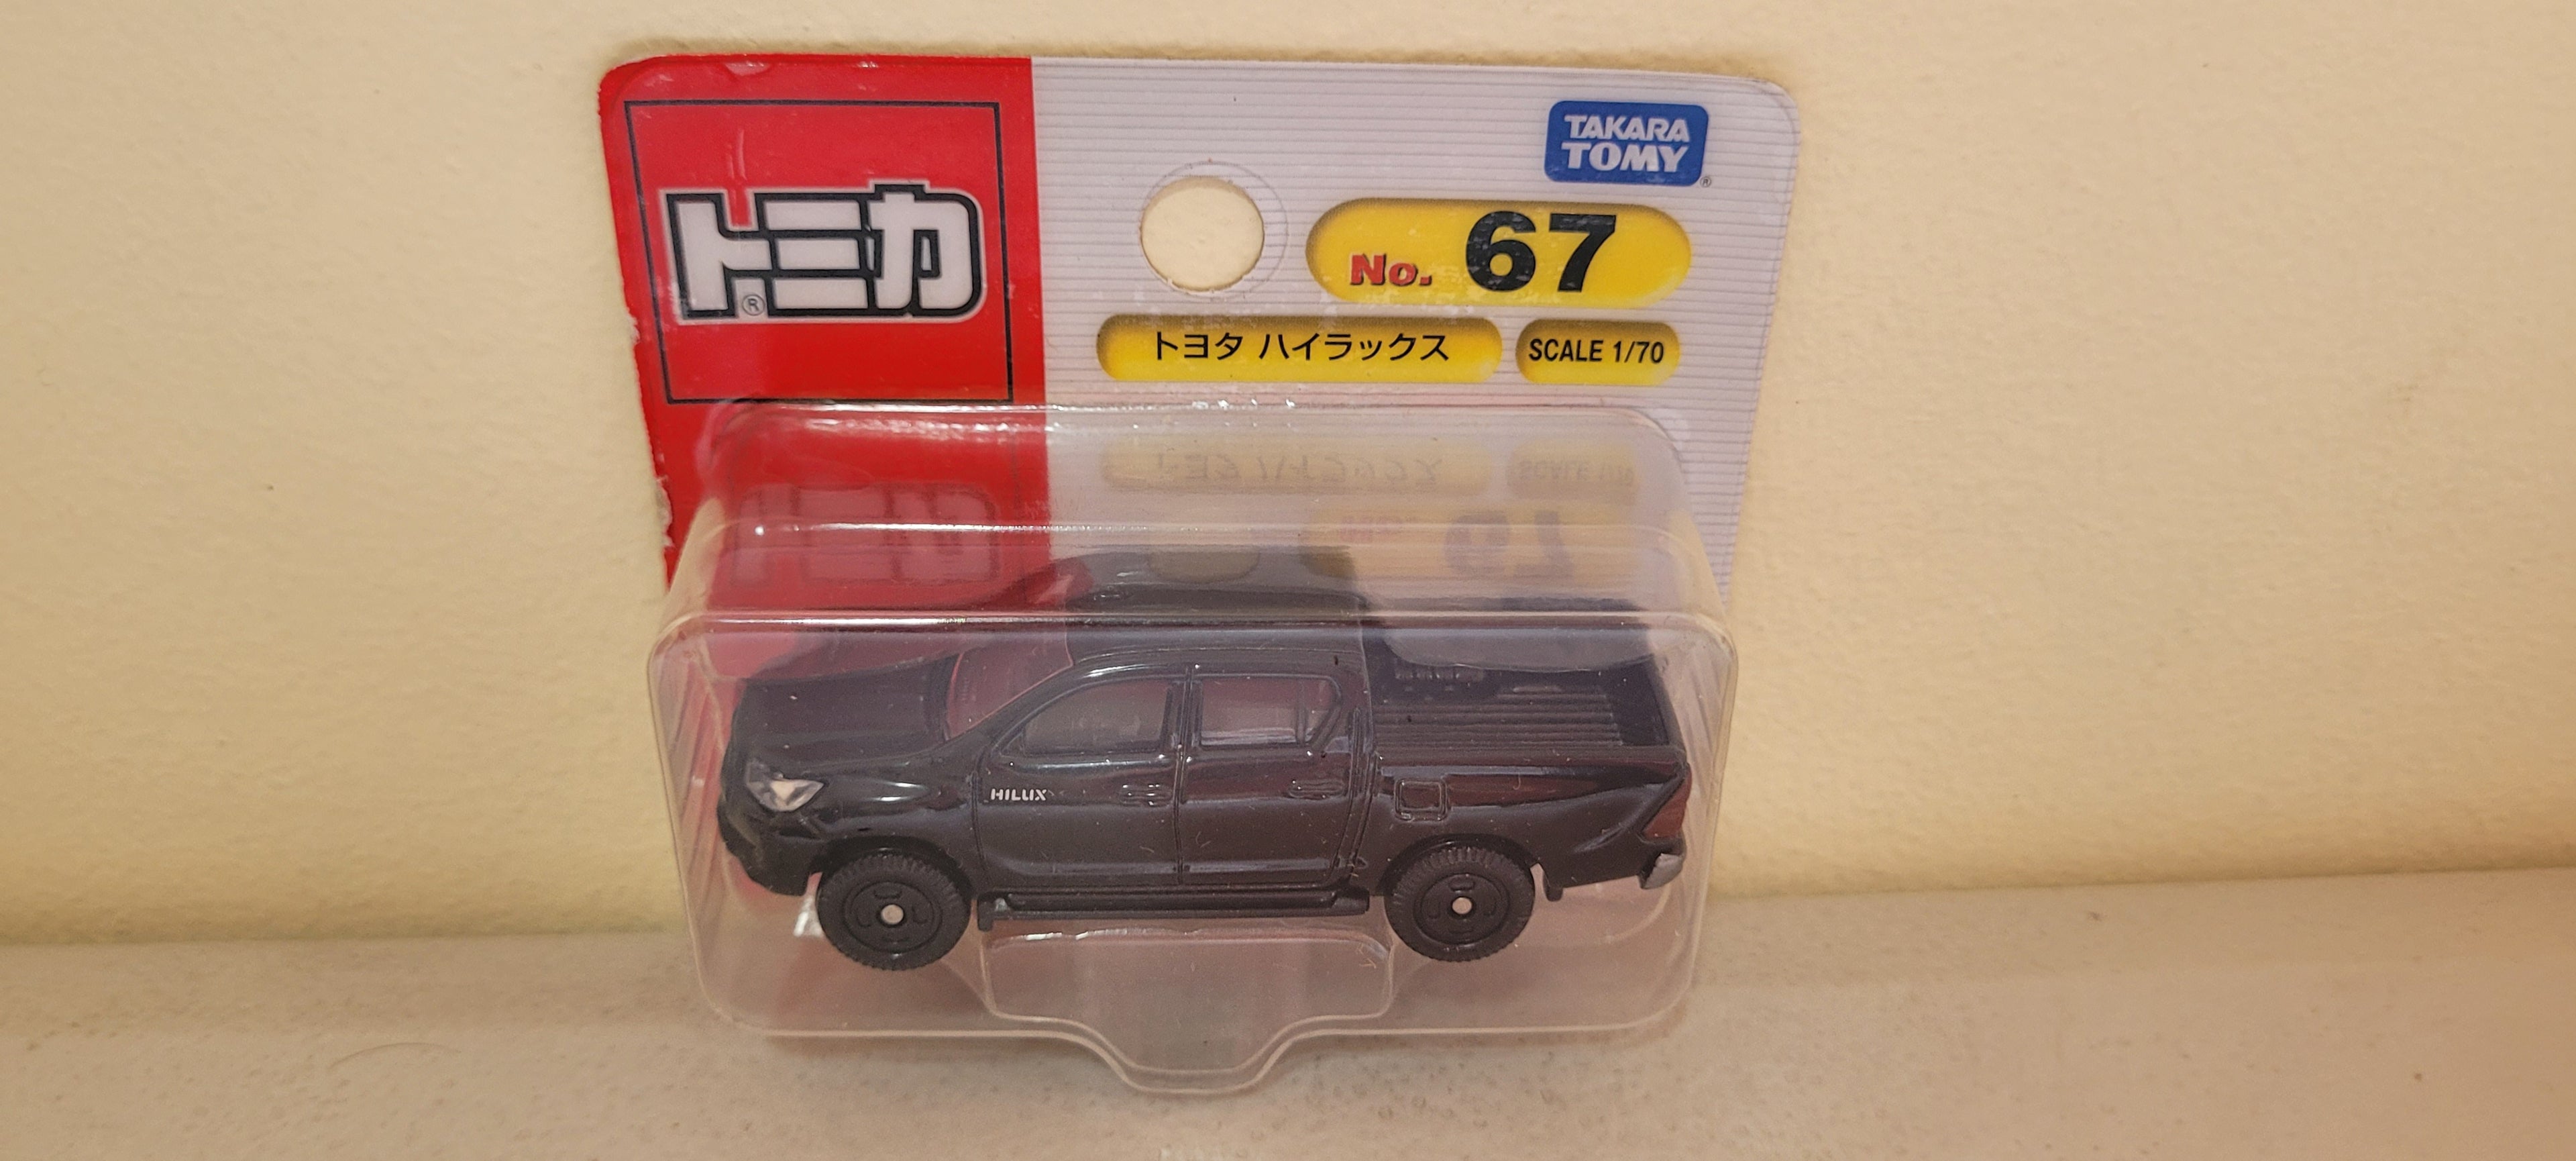 トミカ
®
TAKARA
TOMY
®
No. 67
トヨタ ハイラックス
SCALE 1/70
HILUX